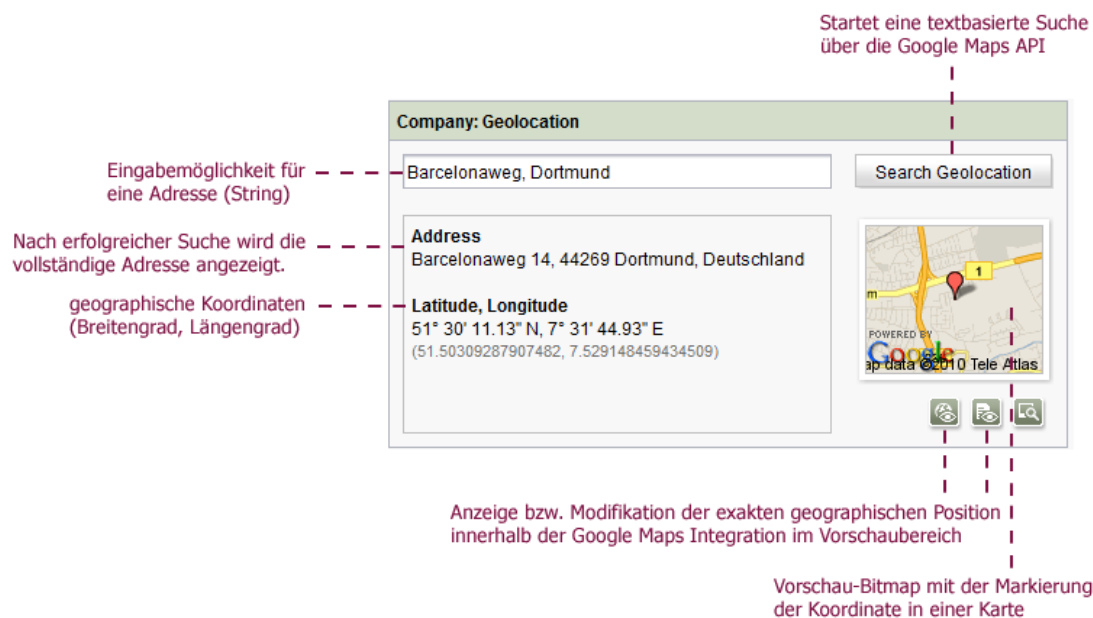 Startet eine textbasierte Suche
über die Google Maps API
Company: Geolocation
Eingabemöglichkeit für
eine Adresse (String)
Barcelonaweg, Dortmund
Search Geolocation
Nach erfolgreicher Suche wird die
vollständige Adresse angezeigt.
Address
Barcelonaweg 14, 44269 Dortmund, Deutschland
geographische Koordinaten
(Breitengrad, Längengrad)
Latitude, Longitude
51° 30' 11.13" N, 7° 31' 44.93" E
(51.50309287907482, 7.529148459434509)
1
m
POWERED BY
Google
ap data ©2010 Tele Atlas
Anzeige bzw. Modifikation der exakten geographischen Position
innerhalb der Google Maps Integration im Vorschaubereich
Vorschau-Bitmap mit der Markierung
der Koordinate in einer Karte